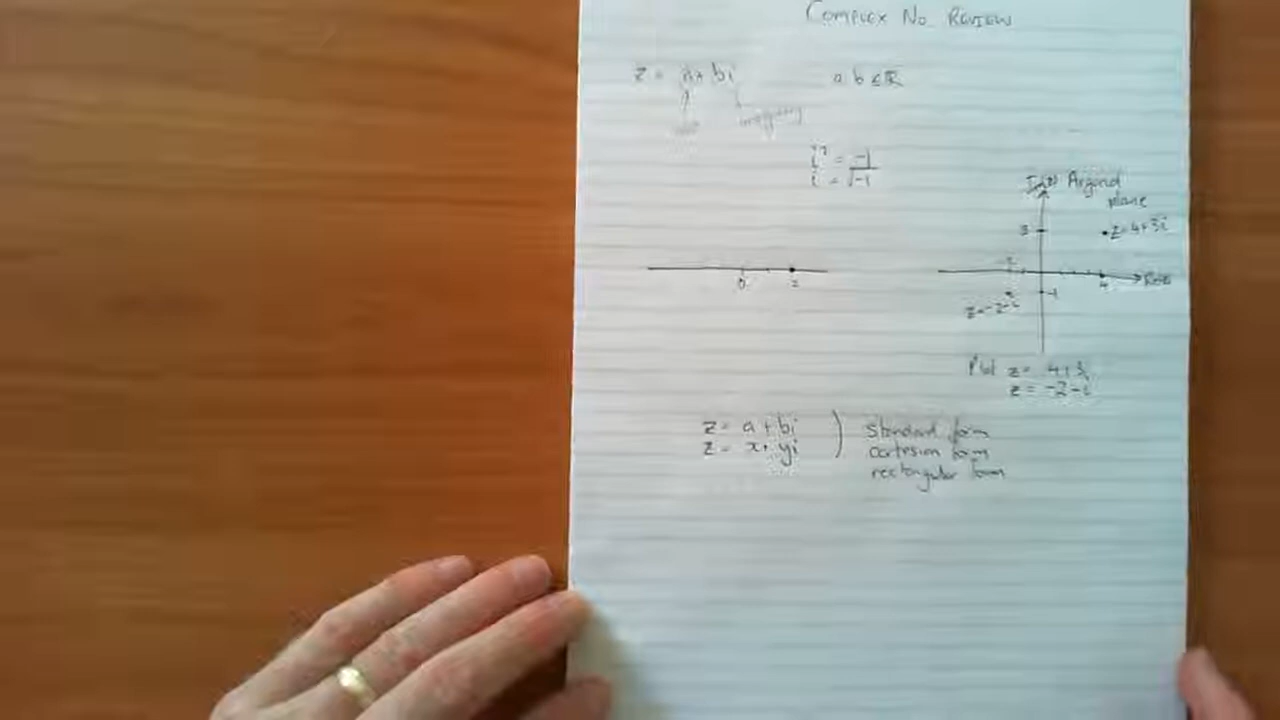 Complex No. Review
z = a + bi
a, b ∈ ℝ
imaginary
i² = -1
i = √-1
Argand
plane
3
z=4+3i
0
2
-2
4
-1
z=-2-i
Plot z = 4+3i
z = -2-i
z = a + bi
z = x + yi
standard form
cartesian form
rectangular form